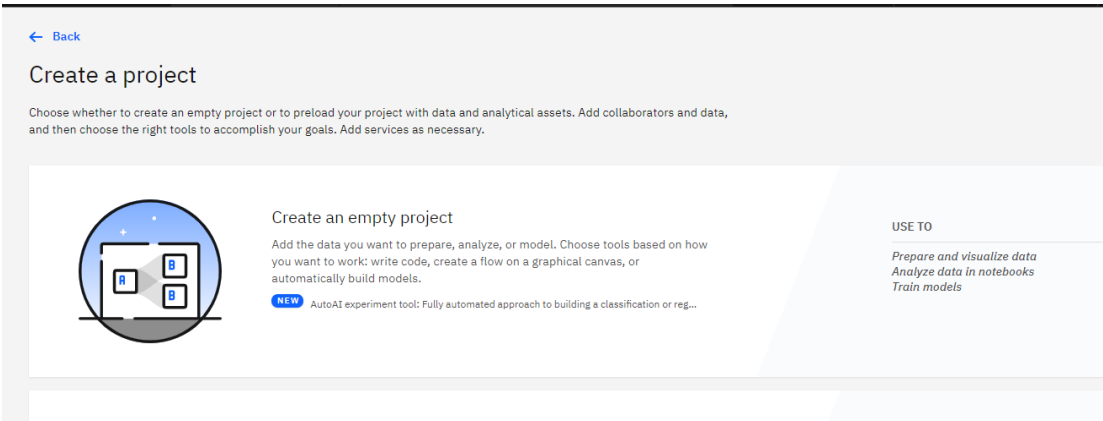 ← Back
Create a project
Choose whether to create an empty project or to preload your project with data and analytical assets. Add collaborators and data,
and then choose the right tools to accomplish your goals. Add services as necessary.
Create an empty project
Add the data you want to prepare, analyze, or model. Choose tools based on how
you want to work: write code, create a flow on a graphical canvas, or
automatically build models.
NEW AutoAI experiment tool: Fully automated approach to building a classification or reg...
A
B
B
USE TO
Prepare and visualize data
Analyze data in notebooks
Train models